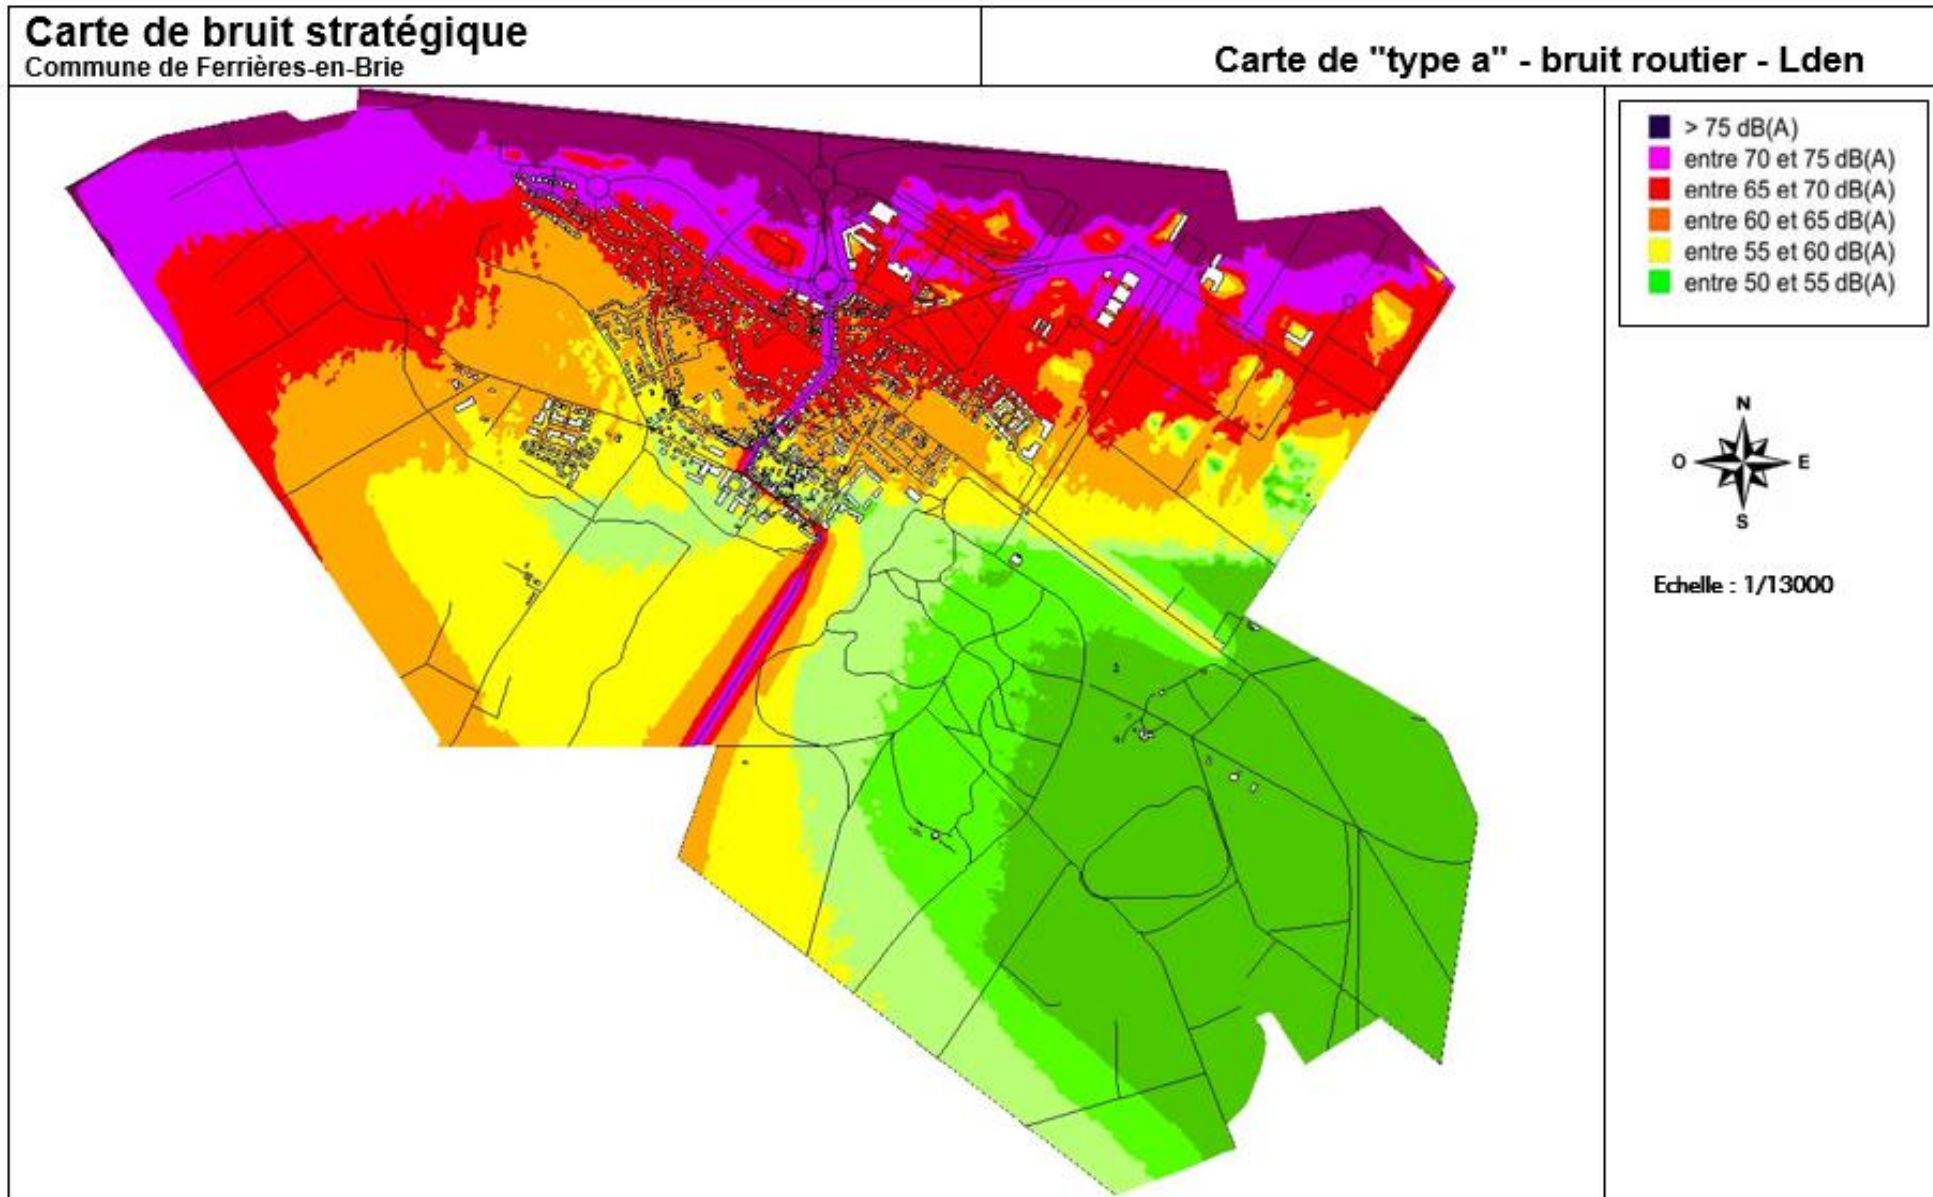 Carte de bruit stratégique
Commune de Ferrières-en-Brie
Carte de "type a" - bruit routier - Lden
> 75 dB(A)
entre 70 et 75 dB(A)
entre 65 et 70 dB(A)
entre 60 et 65 dB(A)
entre 55 et 60 dB(A)
entre 50 et 55 dB(A)
N
O E
S
Echelle : 1/13000